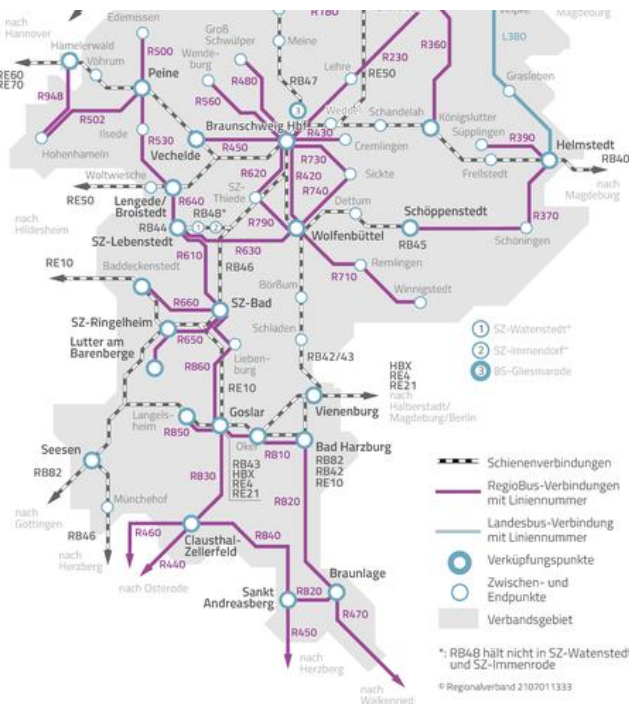 R180
Magdeburg
nach
Hannover
Edemissen
Groß
Schwülper
Meine
R230
R360
L380
Hämelerwald
R500
Wende-
burg
RB47
Lehre
RE50
Grasleben
RE60
RE70
Vöhrum
Peine
R480
R560
3
Weddel
Schandelah
Königslutter
R948
R502
Braunschweig Hbf
Süpplingen
Ilsede
R530
R450
R430
R390
Helmstedt
Hohenhameln
Vechelde
Cremlingen
RB40
R730
Frellstedt
Woltwiesche
R620
R420
Sickte
nach
Magdeburg
RE50
R640
SZ-
Thiede
R740
Lengede/
Broistedt
RB48*
Dettum
Schöppenstedt
R370
nach
Hildesheim
RB44
1
2
R790
SZ-Lebenstedt
R630
Wolfenbüttel
RB45
R610
Schöningen
RE10
RB46
Remlingen
Baddeckenstedt
R710
Börßum
Winnigstedt
R660
SZ-Bad
SZ-Ringelheim
Schladen
1 SZ-Watenstedt*
R650
Lutter am
Barenberge
R860
Lieben-
burg
2 SZ-Immendorf*
RB42/43
3 BS-Gliesmarode
HBX
RE4
RE21
RE10
nach
Halberstadt/
Magdeburg/Berlin
Langels-
heim
Goslar
Vienenburg
R850
Oker
R810
Bad Harzburg
Seesen
RB43
HBX
RE4
RE21
RB82
RB42
RE10
RB82
R830
Schienenverbindungen
Münchehof
R820
RegioBus-Verbindungen
mit Liniennummer
nach
Göttingen
R460
R840
Landesbus-Verbindung
mit Liniennummer
RB46
R440
Clausthal-
Zellerfeld
nach
Herzberg
Verküpfungspunkte
nach Osterode
Braunlage
Zwischen- und
Endpunkte
Sankt
Andreasberg
R820
R470
Verbandsgebiet
R450
*: RB48 hält nicht in SZ-Watenstedt
und SZ-Immenrode
nach
Herzberg
nach
Walkenried
© Regionalverband 2107011333